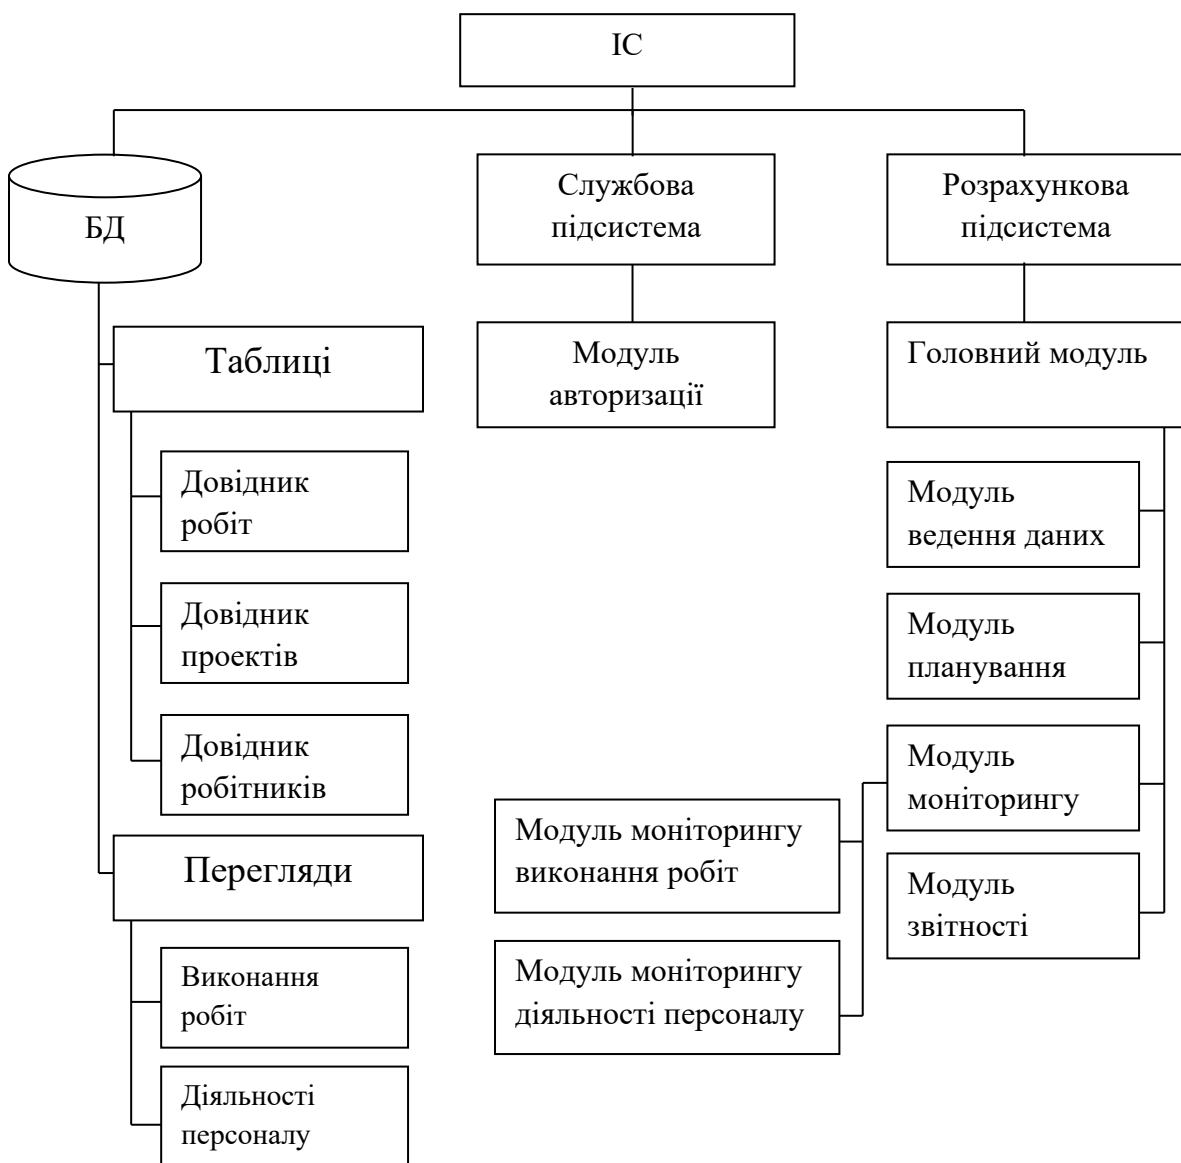 ІС
БД
Службова
підсистема
Розрахункова
підсистема
Таблиці
Модуль
авторизації
Головний модуль
Довідник
робіт
Довідник
проектів
Довідник
робітників
Перегляди
Виконання
робіт
Діяльності
персоналу
Модуль
ведення даних
Модуль
планування
Модуль
моніторингу
Модуль
звітності
Модуль моніторингу
виконання робіт
Модуль моніторингу
діяльності персоналу